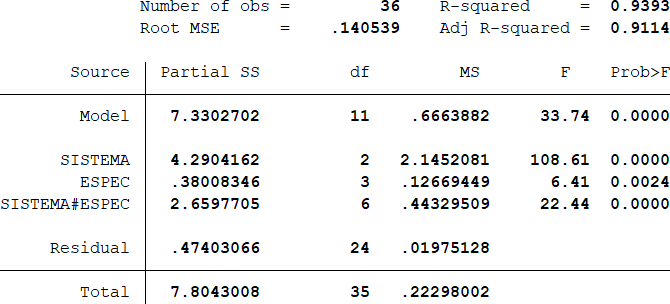 Number of obs = 36 R-squared = 0.9393
Root MSE = .140539 Adj R-squared = 0.9114
Source Partial SS df MS F Prob>F
Model 7.3302702 11 .6663882 33.74 0.0000
SISTEMA 4.2904162 2 2.1452081 108.61 0.0000
ESPEC .38008346 3 .12669449 6.41 0.0024
SISTEMA#ESPEC 2.6597705 6 .44329509 22.44 0.0000
Residual .47403066 24 .01975128
Total 7.8043008 35 .22298002